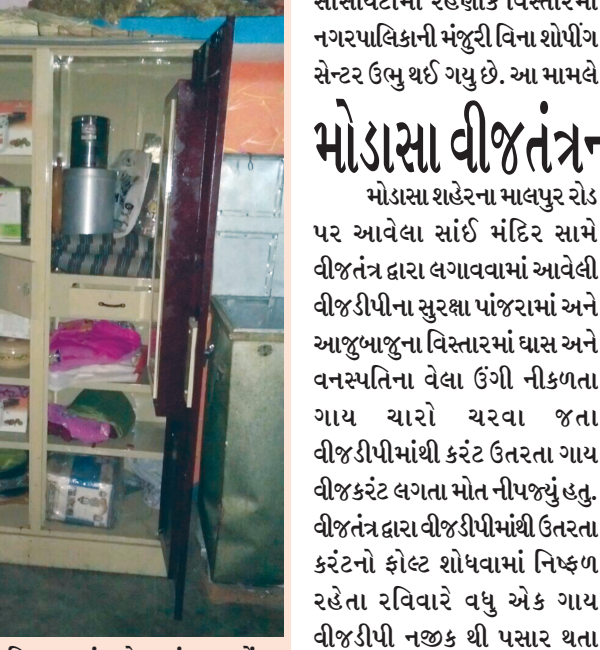 નગરપાલિકાની મંજુરી વિના શોપીંગ
સેન્ટર ઉભુ થઈ ગયુ છે. આ મામલે
મોડાસા વીજતંત્રન
મોડાસા શહેરના માલપુર રોડ
પર આવેલા સાંઈ મંદિર સામે
વીજતંત્ર દ્વારા લગાવવામાં આવેલી
વીજડીપીના સુરક્ષા પાંજરામાં અને
આજુબાજુના વિસ્તારમાં ઘાસ અને
વનસ્પતિના વેલા ઉંગી નીકળતા
ગાય ચારો ચરવા જતા
વીજડીપીમાંથી કરંટ ઉતરતા ગાય
વીજકરંટ લગતા મોત નીપજ્યું હતુ.
વીજતંત્ર દ્વારા વીજડીપીમાંથી ઉતરતા
કરંટનો ફોલ્ટ શોધવામાં નિષ્ફળ
રહેતા રવિવારે વધુ એક ગાય
વીજડીપી નજીક થી પસાર થતા